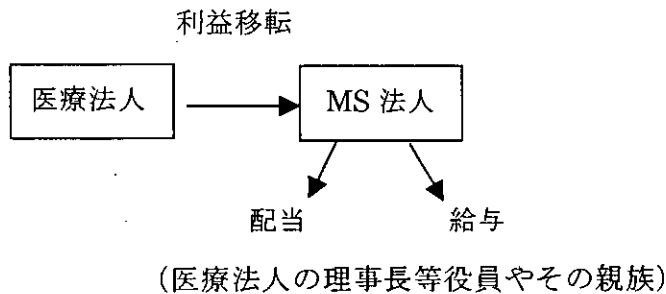 利益移転
医療法人
MS 法人
配当
給与
(医療法人の理事長等役員やその親族)